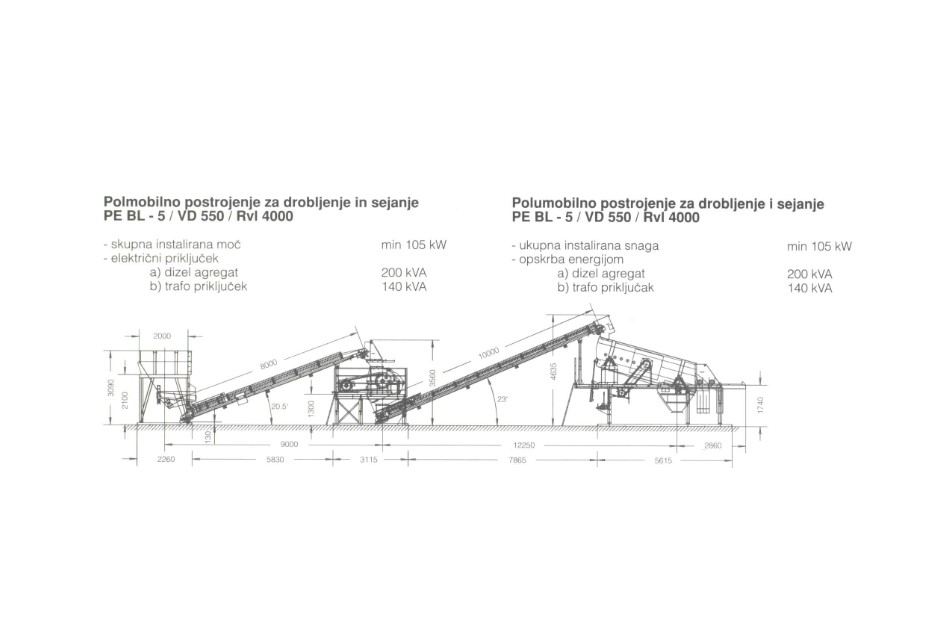 Polmobilno postrojenje za drobljenje in sejanje
PE BL - 5 / VD 550 / Rvl 4000
- skupna instalirana moč min 105 kW
- električni priključek
a) dizel agregat 200 kVA
b) trafo priključek 140 kVA
Polumobilno postrojenje za drobljenje i sejanje
PE BL - 5 / VD 550 / Rvl 4000
- ukupna instalirana snaga min 105 kW
- opskrba energijom
a) dizel agregat 200 kVA
b) trafo priključak 140 kVA
2000
8000
10000
3090
2100
20.5°
1300
3560
23°
4635
1740
130
9000
12250
2860
2260
5830
3115
7865
5615